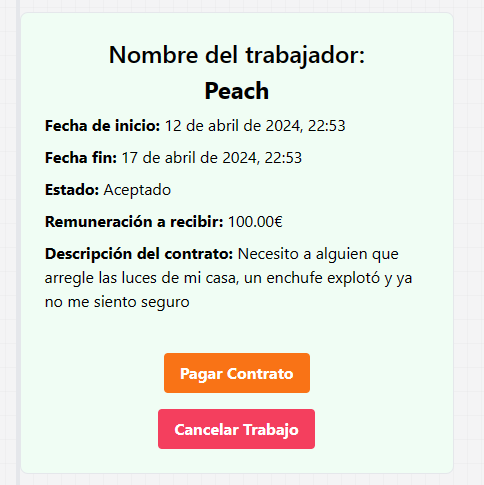 Nombre del trabajador:
Peach
Fecha de inicio: 12 de abril de 2024, 22:53
Fecha fin: 17 de abril de 2024, 22:53
Estado: Aceptado
Remuneración a recibir: 100.00€
Descripción del contrato: Necesito a alguien que
arregle las luces de mi casa, un enchufe explotó y ya
no me siento seguro
Pagar Contrato
Cancelar Trabajo